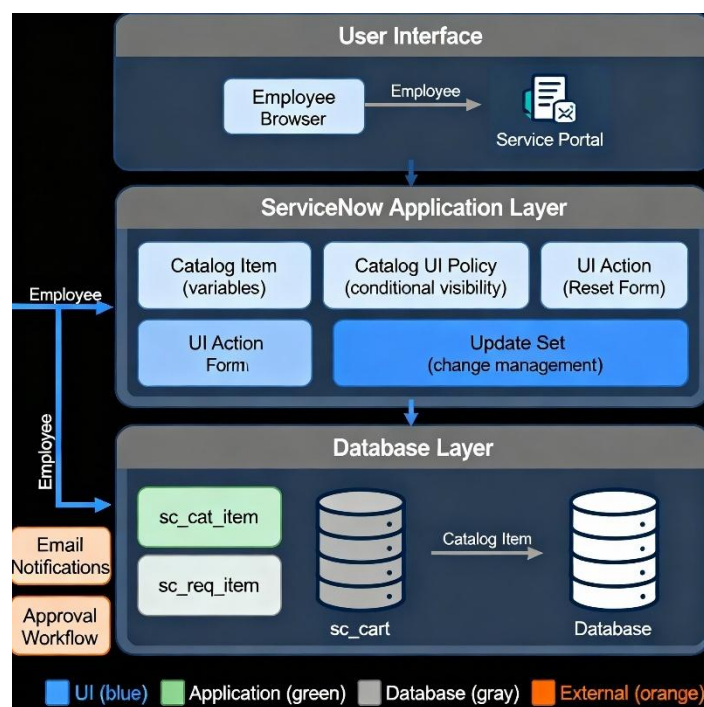 User Interface
Employee
Browser
Employee
Service Portal
ServiceNow Application Layer
Catalog Item
(variables)
Catalog UI Policy
(conditional visibility)
UI Action
(Reset Form)
Employee
UI Action
Form
Update Set
(change management)
Employee
Database Layer
sc_cat_item
sc_req_item
sc_cart
Catalog Item
Database
Email
Notifications
Approval
Workflow
UI (blue)
Application (green)
Database (gray)
External (orange)